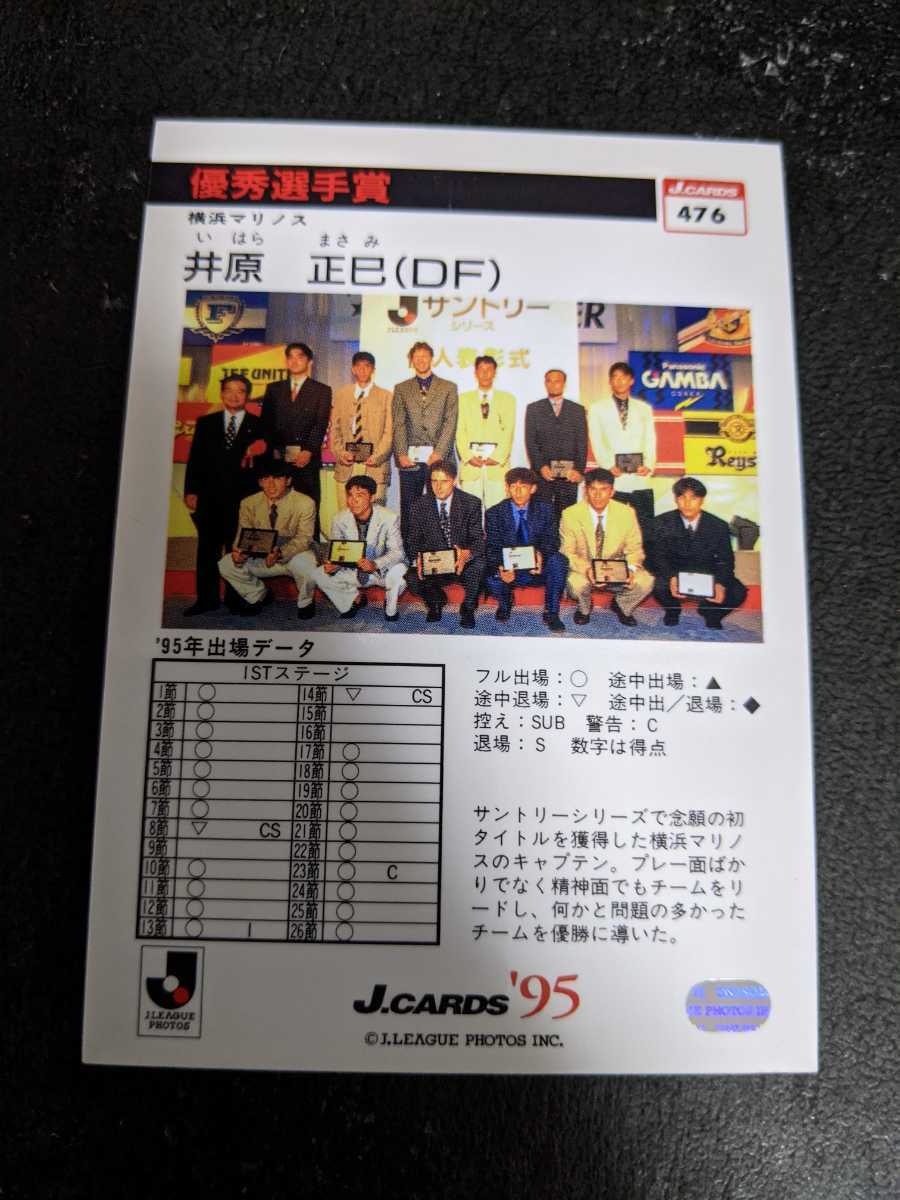 優秀選手賞
J.CARDS
476
横浜マリノス
い はら まさ み
井原 正巳(DF)
サントリー
シリーズ
J.LEAGUE
人表彰式
JEF UNITED
Panasonic
GAMBA
OSAKA
Reys
'95年出場データ
1STステージ
1節 ○ 14節 ▽ CS
2節 ○ 15節
3節 ○ 16節
4節 ○ 17節 ○
5節 ○ 18節 ○
6節 ○ 19節 ○
7節 ○ 20節 ○
8節 ▽ CS 21節 ○
9節 22節 ○
10節 ○ 23節 ○ C
11節 ○ 24節 ○
12節 ○ 25節 ○
13節 ○ 1 26節 ○
フル出場:○ 途中出場:▲
途中退場:▽ 途中出/退場:◆
控え:SUB 警告:C
退場:S 数字は得点
サントリーシリーズで念願の初
タイトルを獲得した横浜マリノ
スのキャプテン。プレー面ばか
りでなく精神面でもチームをリ
ードし、何かと問題の多かった
チームを優勝に導いた。
J.LEAGUE
PHOTOS
J.CARDS '95
©J.LEAGUE PHOTOS INC.
PHOTOS IN